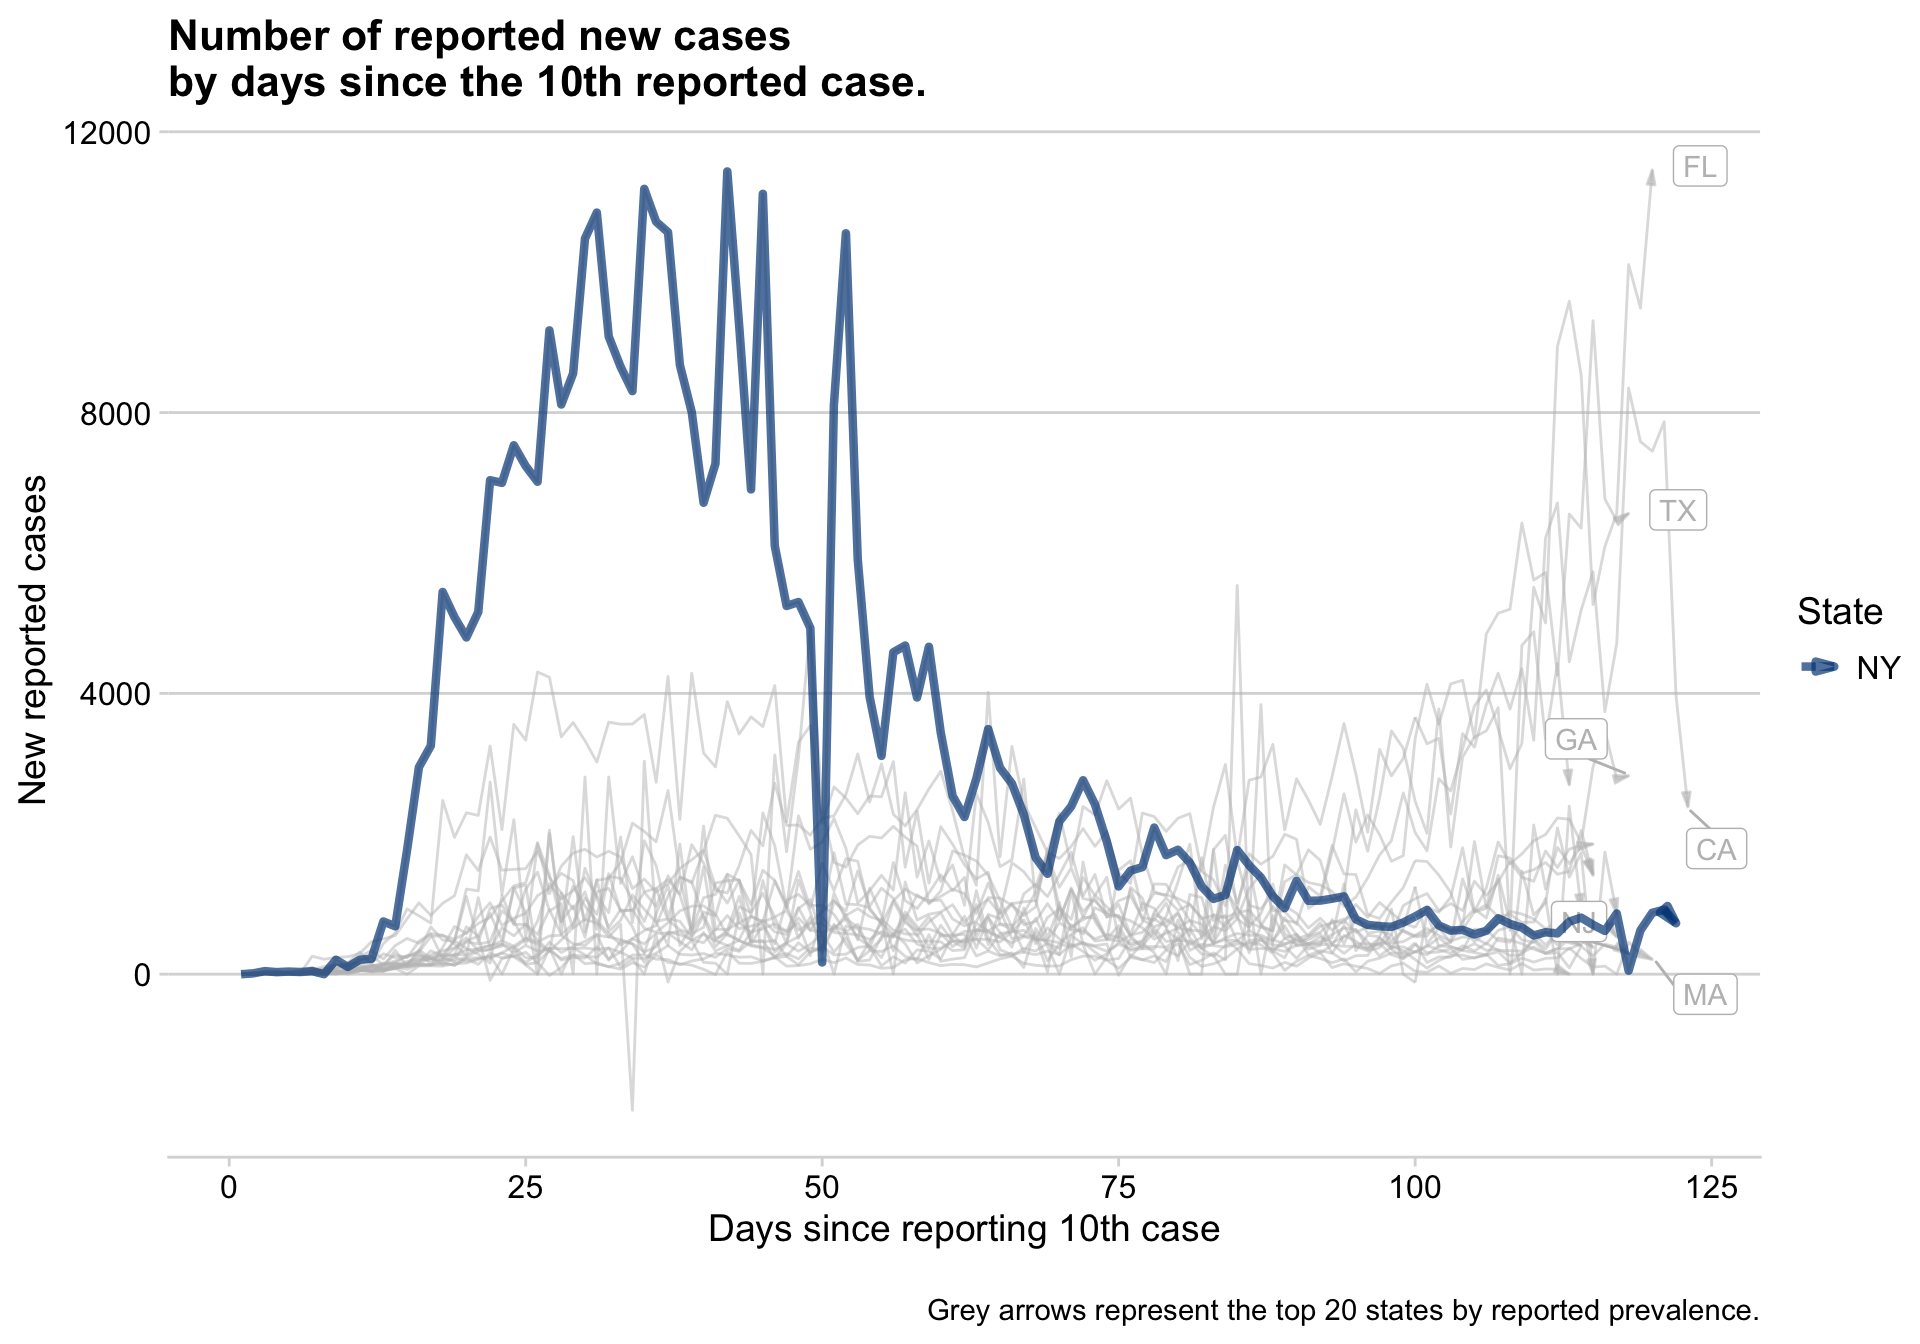 Number of reported new cases
by days since the 10th reported case.
12000
8000
4000
0
New reported cases
FL
TX
GA
CA
NJ
MA
State
NY
0 25 50 75 100 125
Days since reporting 10th case
Grey arrows represent the top 20 states by reported prevalence.